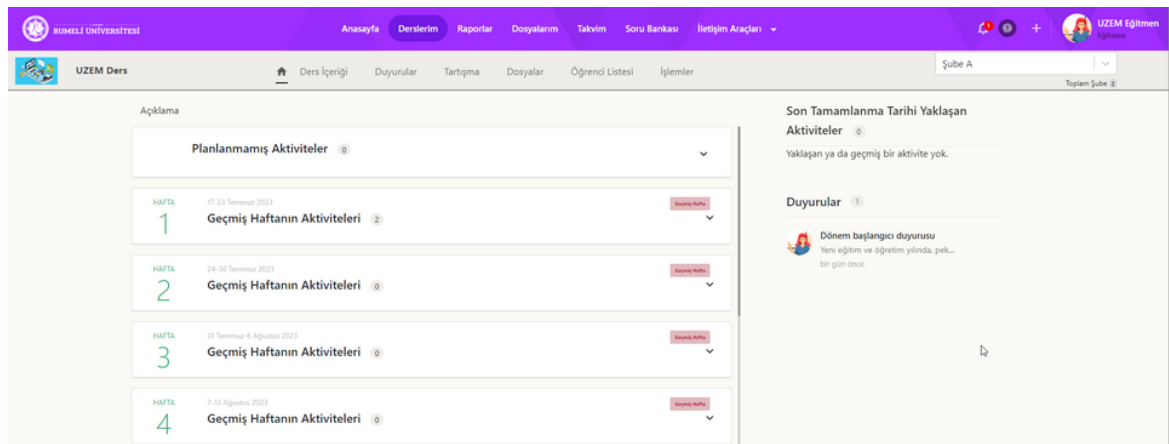 RUMELİ ÜNİVERSİTESİ
Anasayfa Derslerim Raporlar Dosyalarım Takvim Soru Bankası İletişim Araçları
1
UZEM Eğitmen
Eğitmen
UZEM Ders
Ders İçeriği Duyurular Tartışma Dosyalar Öğrenci Listesi İşlemler
Şube A
Toplam Şube 2
Açıklama
Planlanmamış Aktiviteler 0
HAFTA
1
17-23 Temmuz 2023
Geçmiş Haftanın Aktiviteleri 2
Geçmiş Hafta
HAFTA
2
24-30 Temmuz 2023
Geçmiş Haftanın Aktiviteleri 0
Geçmiş Hafta
HAFTA
3
31 Temmuz-6 Ağustos 2023
Geçmiş Haftanın Aktiviteleri 0
Geçmiş Hafta
HAFTA
4
7-13 Ağustos 2023
Geçmiş Haftanın Aktiviteleri 0
Geçmiş Hafta
Son Tamamlanma Tarihi Yaklaşan
Aktiviteler 0
Yaklaşan ya da geçmiş bir aktivite yok.
Duyurular 1
Dönem başlangıcı duyurusu
Yeni eğitim ve öğretim yılında, pek...
bir gün önce